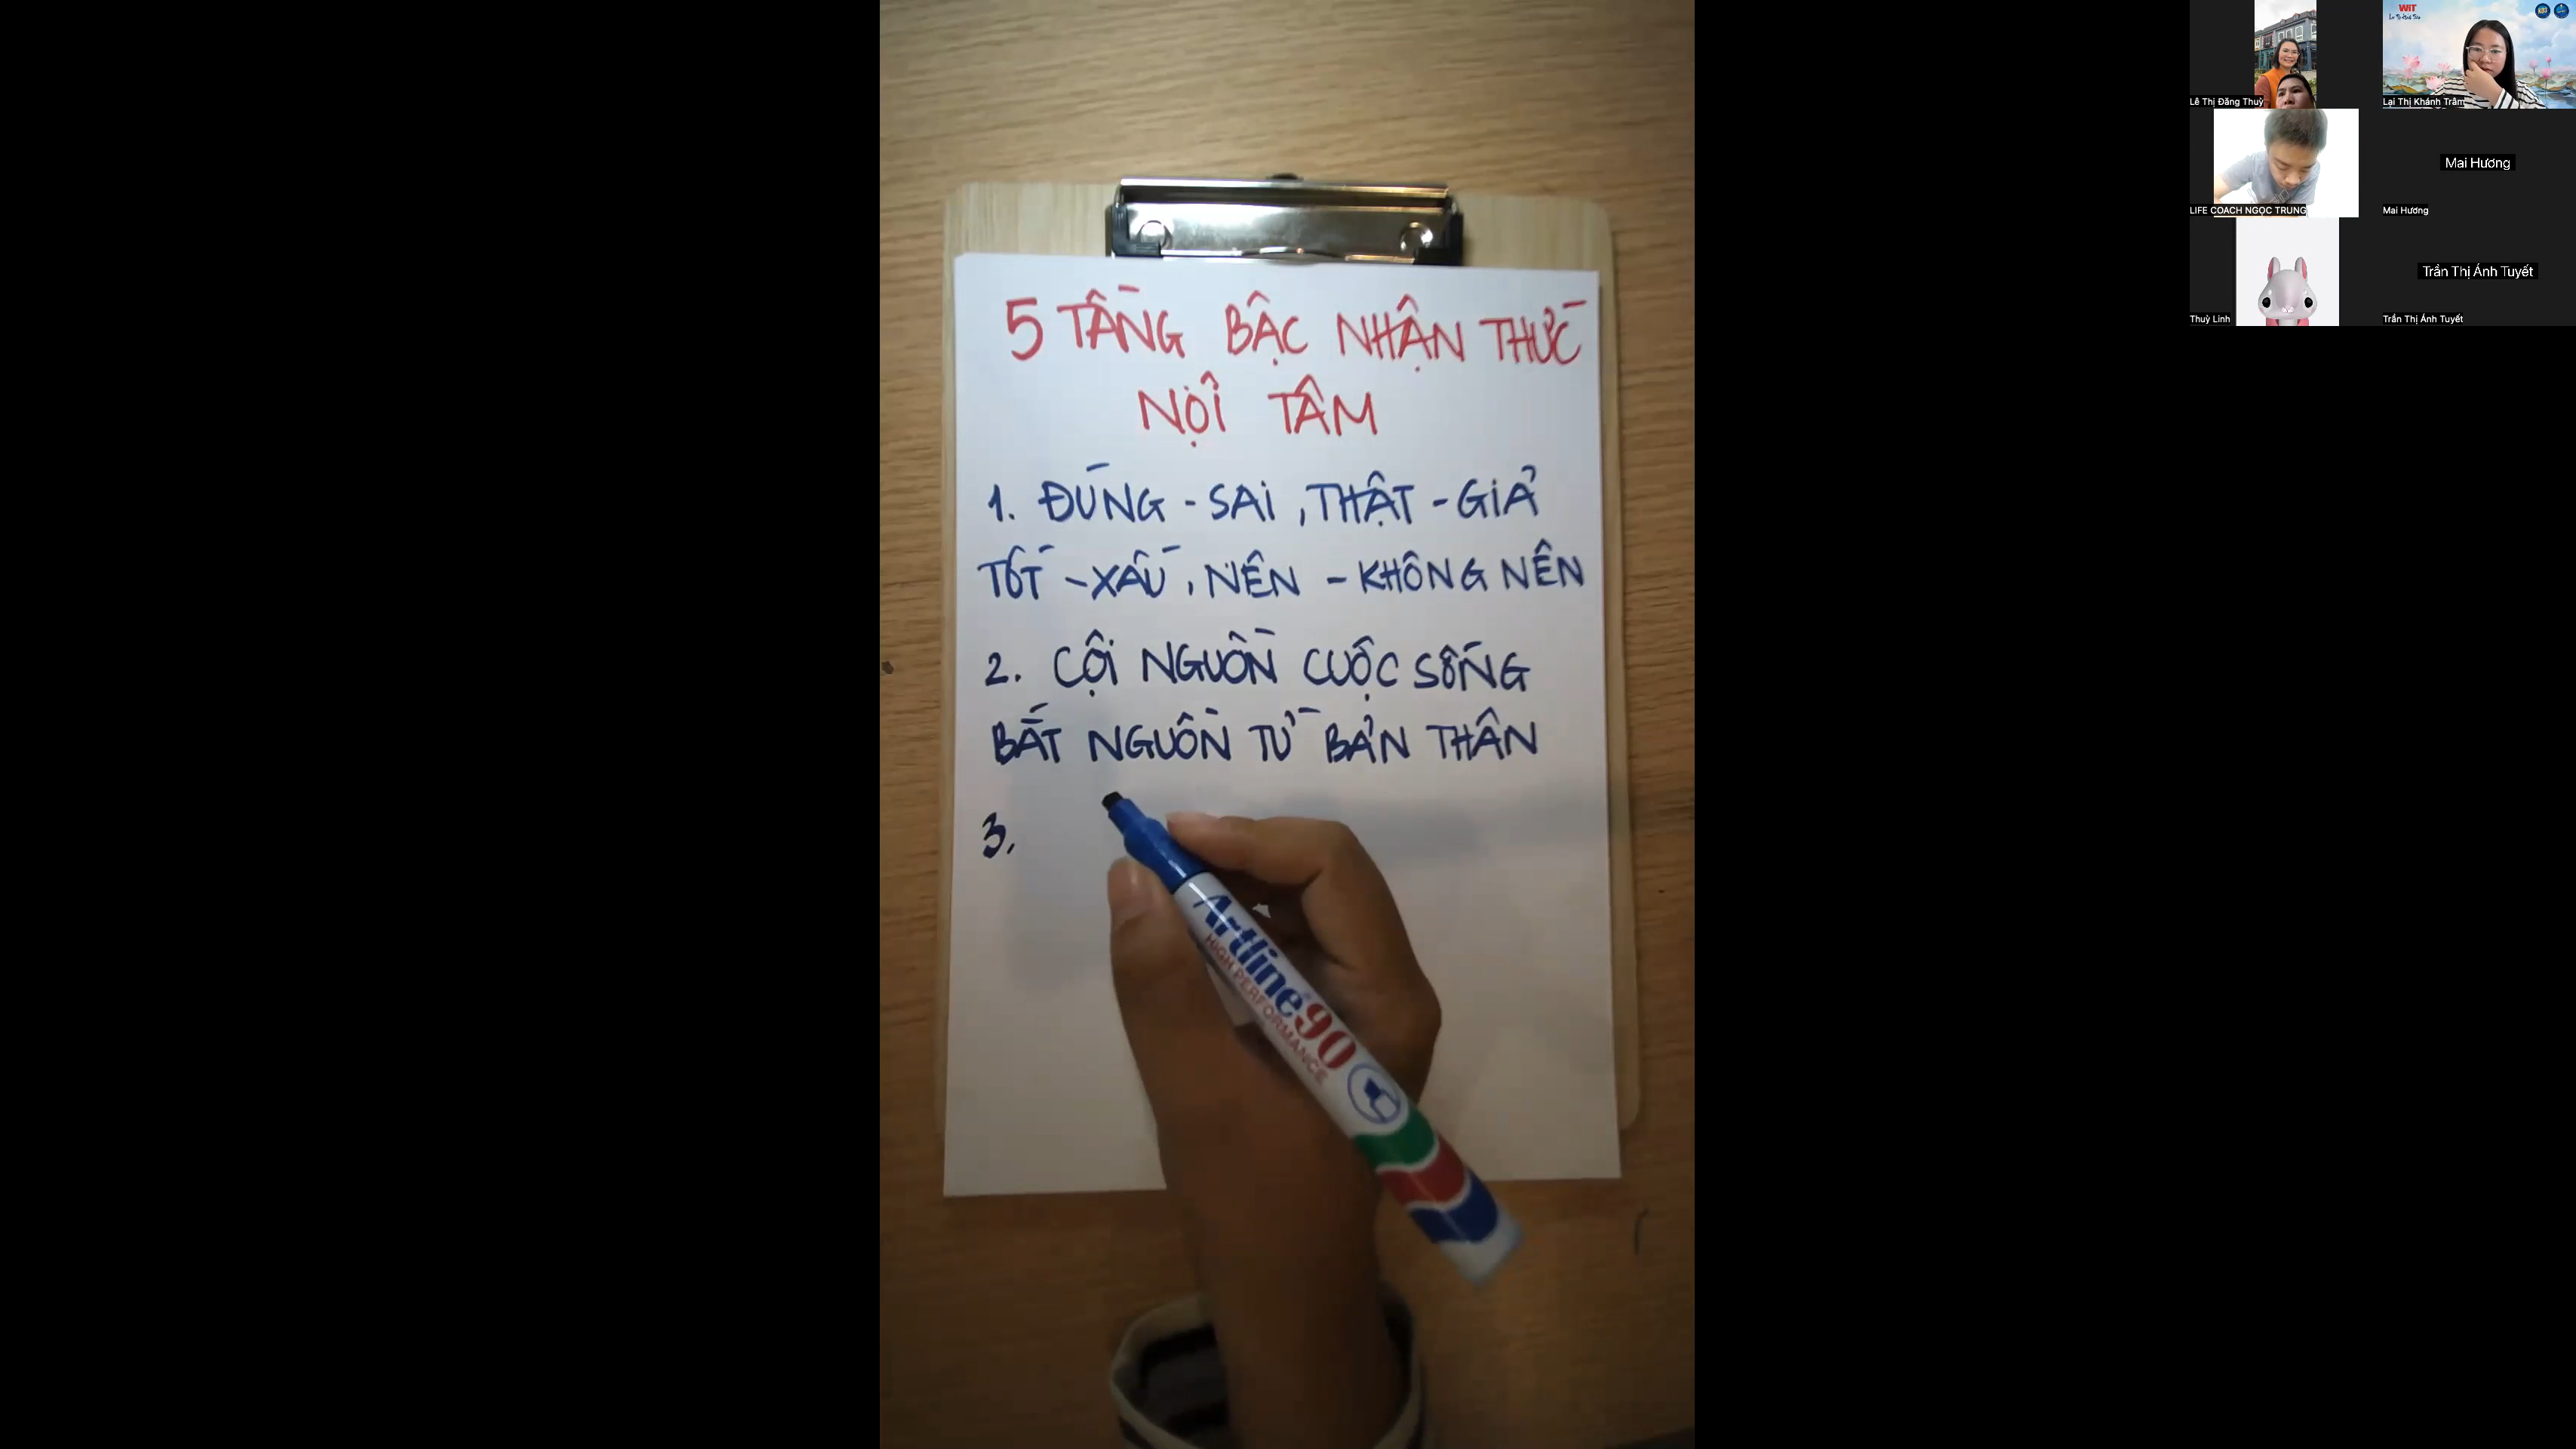 5 TẦNG BẬC NHẬN THỨC
NỘI TÂM
1. ĐÚNG - SAI, THẬT - GIẢ
TỐT - XẤU, NÊN - KHÔNG NÊN
2. CỘI NGUỒN CUỘC SỐNG
BẮT NGUỒN TỪ BẢN THÂN
3.
Artline 90
HIGH PERFORMANCE
WiT
Lê Thị Đăng Thuỳ
Lại Thị Khánh Trâm
LIFE COACH NGỌC TRUNG
Mai Hương
Mai Hương
Thuỳ Linh
Trần Thị Ánh Tuyết
Trần Thị Ánh Tuyết